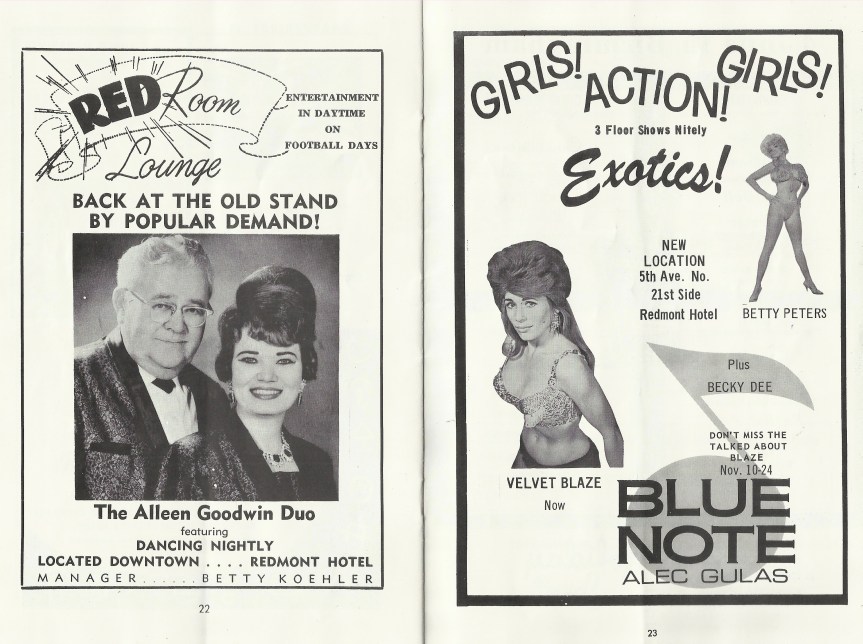 RED Room
Lounge
ENTERTAINMENT
IN DAYTIME
ON
FOOTBALL DAYS
BACK AT THE OLD STAND
BY POPULAR DEMAND!
The Alleen Goodwin Duo
featuring
DANCING NIGHTLY
LOCATED DOWNTOWN .... REDMONT HOTEL
MANAGER......BETTY KOEHLER
22
GIRLS! ACTION! GIRLS!
3 Floor Shows Nitely
Exotics!
NEW
LOCATION
5th Ave. No.
21st Side
Redmont Hotel
BETTY PETERS
Plus
BECKY DEE
DON'T MISS THE
TALKED ABOUT
BLAZE
Nov. 10-24
VELVET BLAZE
Now
BLUE
NOTE
ALEC GULAS
23